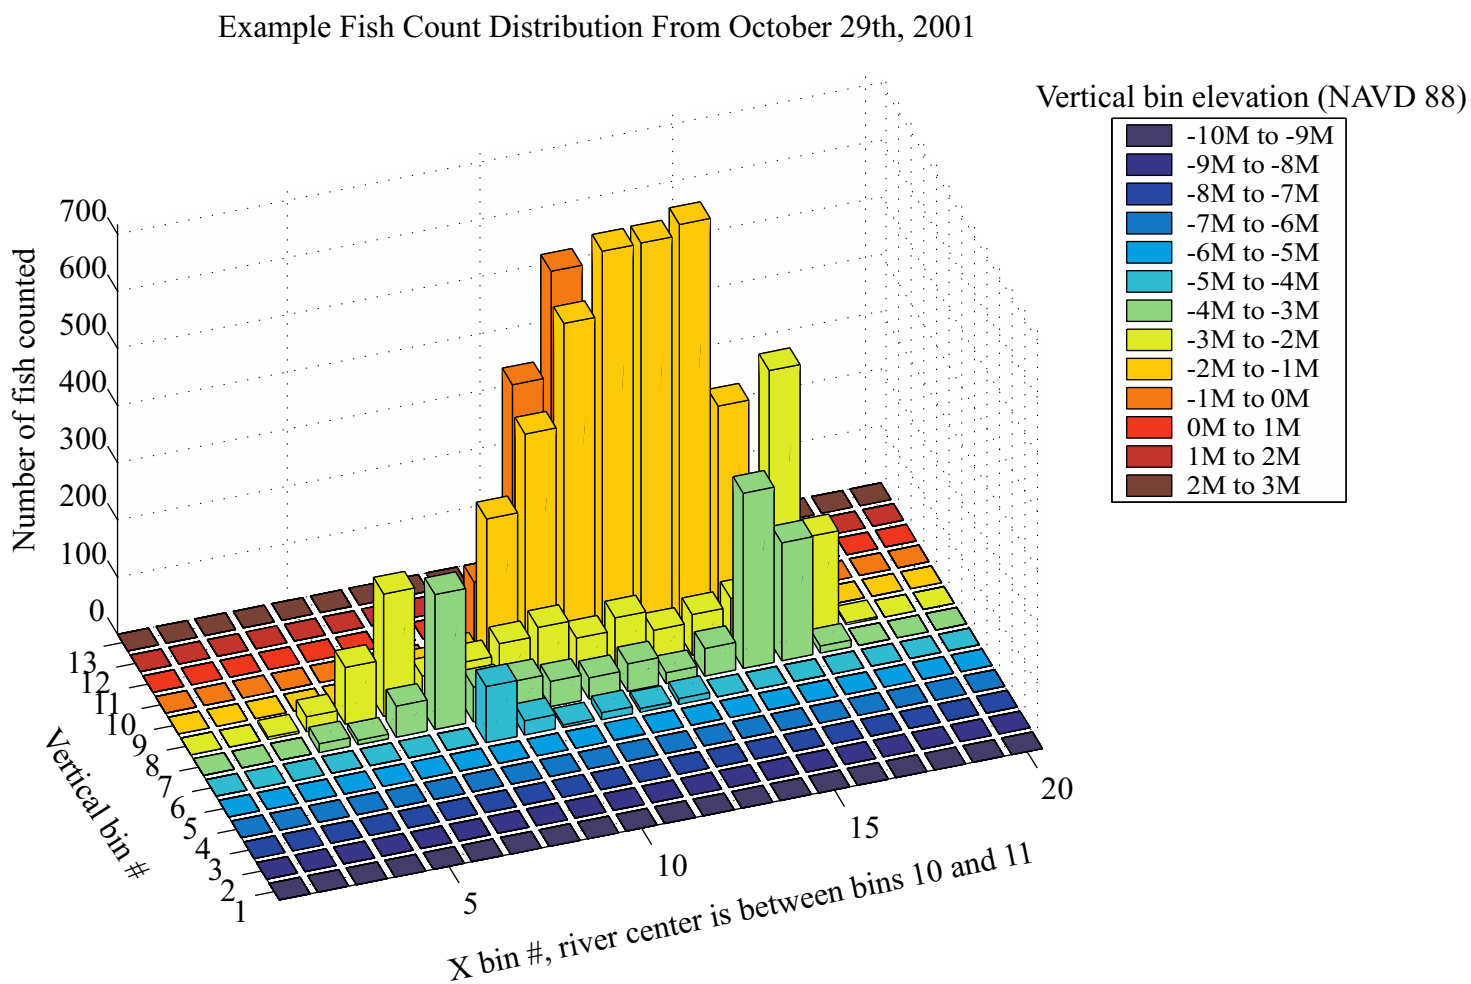 Example Fish Count Distribution From October 29th, 2001
Vertical bin elevation (NAVD 88)
-10M to -9M
-9M to -8M
-8M to -7M
-7M to -6M
-6M to -5M
-5M to -4M
-4M to -3M
-3M to -2M
-2M to -1M
-1M to 0M
0M to 1M
1M to 2M
2M to 3M
Number of fish counted
700
600
500
400
300
200
100
0
13
12
11
10
9
8
7
6
5
4
3
2
1
Vertical bin #
5
10
15
20
X bin #, river center is between bins 10 and 11